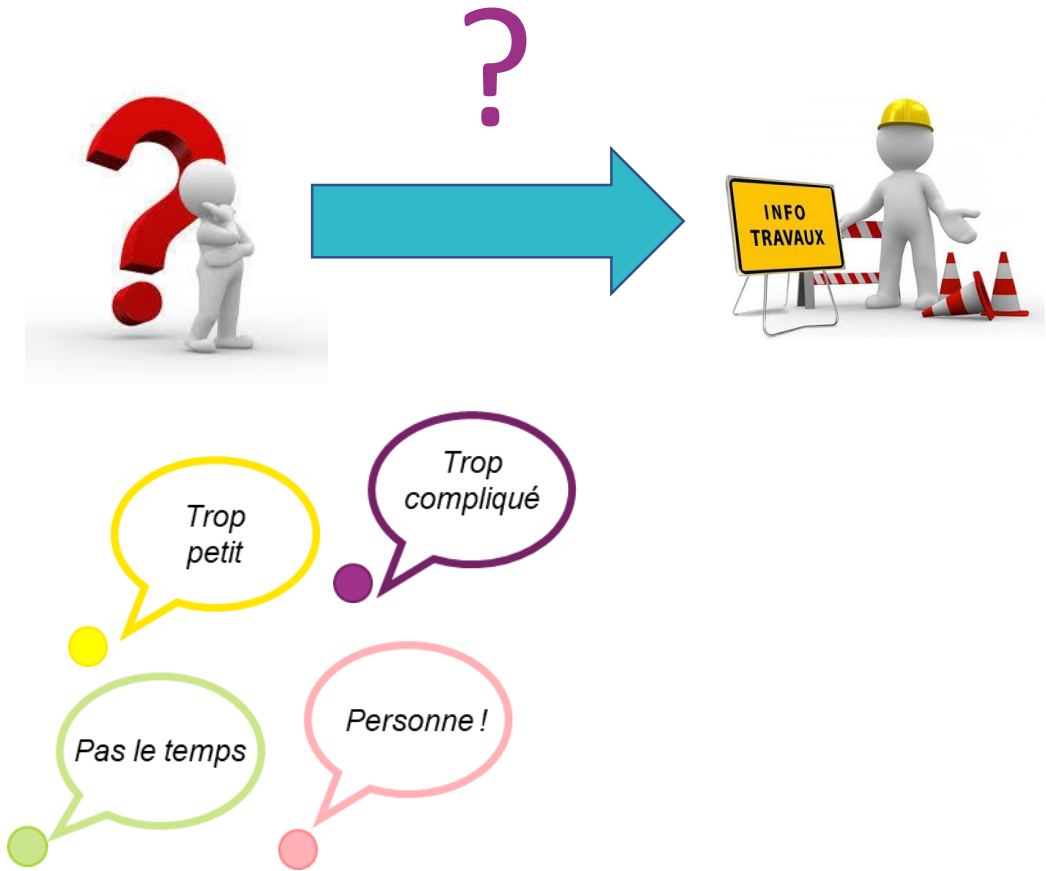 ?
INFO
TRAVAUX
Trop
compliqué
Trop
petit
Personne !
Pas le temps